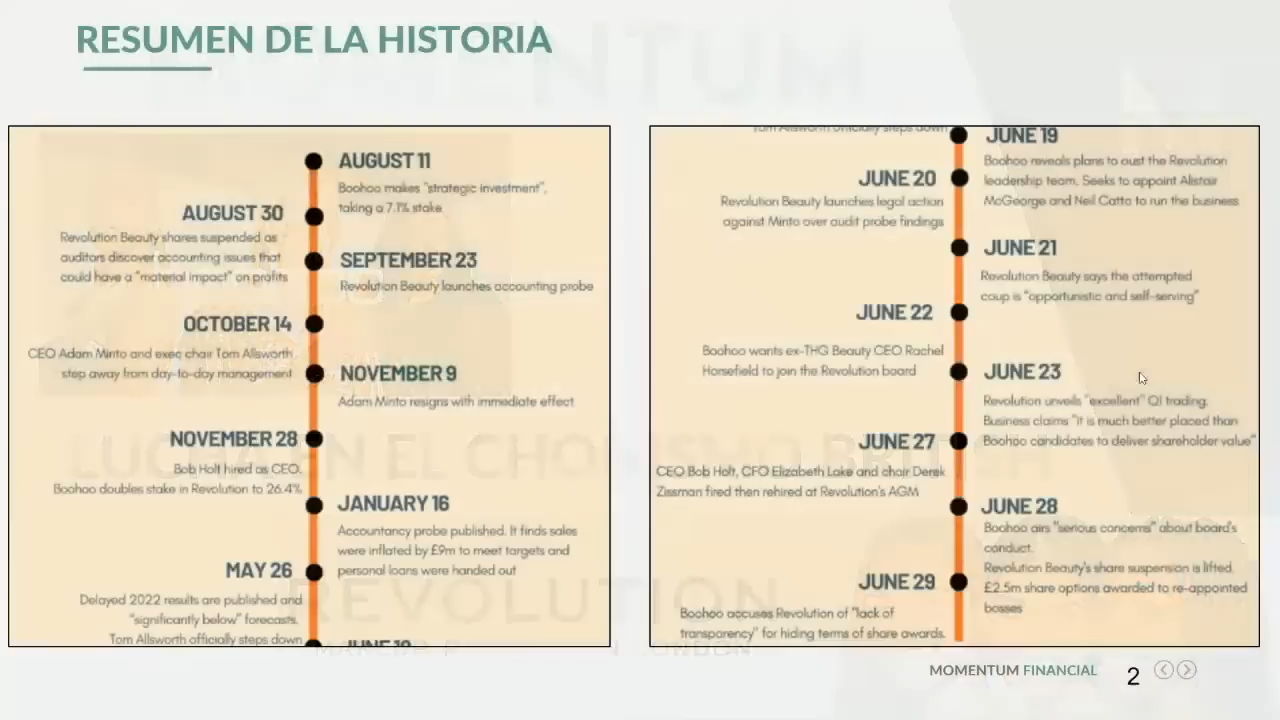 RESUMEN DE LA HISTORIA
AUGUST 11
Boohoo makes "strategic investment",
taking a 7.1% stake
AUGUST 30
Revolution Beauty shares suspended as
auditors discover accounting issues that
could have a "material impact" on profits
SEPTEMBER 23
Revolution Beauty launches accounting probe
OCTOBER 14
CEO Adam Minto and exec chair Tom Allsworth
step away from day-to-day management
NOVEMBER 9
Adam Minto resigns with immediate effect
NOVEMBER 28
Bob Holt hired as CEO.
Boohoo doubles stake in Revolution to 26.4%
JANUARY 16
Accountancy probe published. It finds sales
were inflated by £9m to meet targets and
personal loans were handed out
MAY 26
Delayed 2022 results are published and
"significantly below" forecasts.
Tom Allsworth officially steps down
JUNE 19
Tom Allsworth officially steps down
JUNE 19
Boohoo reveals plans to oust the Revolution
leadership team. Seeks to appoint Alistair
McGeorge and Neil Catto to run the business
JUNE 20
Revolution Beauty launches legal action
against Minto over audit probe findings
JUNE 21
Revolution Beauty says the attempted
coup is "opportunistic and self-serving"
JUNE 22
Boohoo wants ex-THG Beauty CEO Rachel
Horsefield to join the Revolution board
JUNE 23
Revolution unveils "excellent" Q1 trading.
Business claims "it is much better placed than
Boohoo candidates to deliver shareholder value"
JUNE 27
CEO Bob Holt, CFO Elizabeth Lake and chair Derek
Zissman fired then rehired at Revolution's AGM
JUNE 28
Boohoo airs "serious concerns" about board's
conduct.
Revolution Beauty's share suspension is lifted.
£2.5m share options awarded to re-appointed
bosses
JUNE 29
Boohoo accuses Revolution of "lack of
transparency" for hiding terms of share awards.
MOMENTUM
LUCHA EN EL CHONISMO BRITISH
REVOLUTION
MOMENTUM FINANCIAL
2